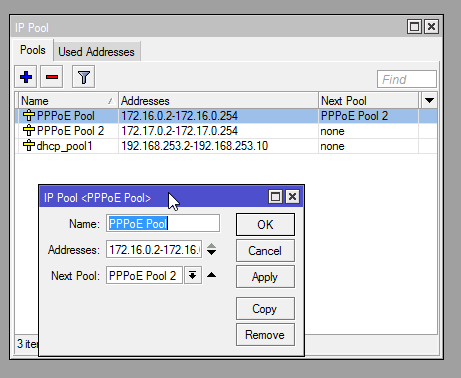 IP Pool
Pools Used Addresses
Find
Name Addresses Next Pool
PPPoE Pool 172.16.0.2-172.16.0.254 PPPoE Pool 2
PPPoE Pool 2 172.17.0.2-172.17.0.254 none
dhcp_pool1 192.168.253.2-192.168.253.10 none
IP Pool <PPPoE Pool>
Name: PPPoE Pool OK
Addresses: 172.16.0.2-172.16. Cancel
Next Pool: PPPoE Pool 2 Apply
Copy
Remove
3 iter